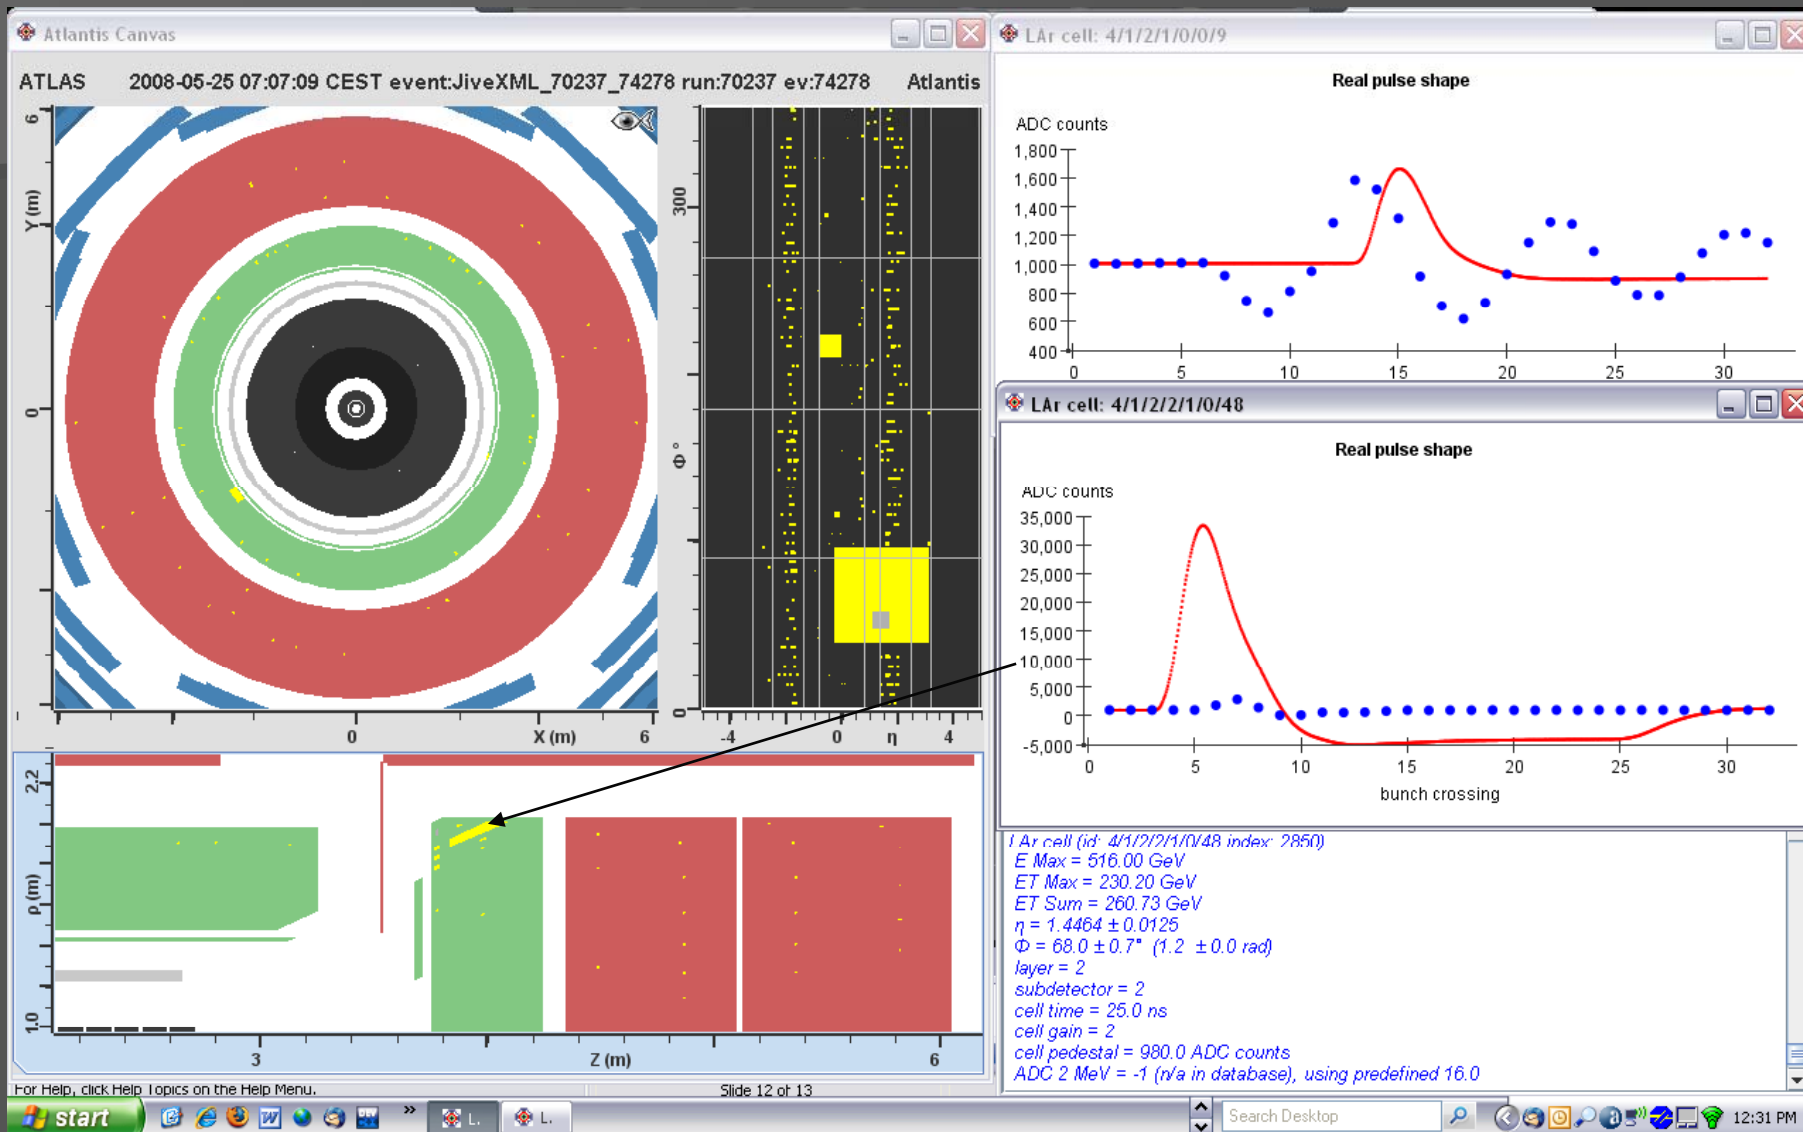 Atlantis Canvas
ATLAS 2008-05-25 07:07:09 CEST event:JiveXML_70237_74278 run:70237 ev:74278 Atlantis
6
Y (m)
0
0 X (m) 6
300
Φ °
0
-4 0 η 4
2.2
ρ (m)
1.0
3 Z (m) 6
For Help, click Help Topics on the Help Menu.
Slide 12 of 13
LAr cell: 4/1/2/1/0/0/9
Real pulse shape
ADC counts
1,800
1,600
1,400
1,200
1,000
800
600
400
0 5 10 15 20 25 30
LAr cell: 4/1/2/2/1/0/48
Real pulse shape
ADC counts
35,000
30,000
25,000
20,000
15,000
10,000
5,000
0
-5,000
0 5 10 15 20 25 30
bunch crossing
LAr cell (id: 4/1/2/2/1/0/48 index: 2850)
E Max = 516.00 GeV
ET Max = 230.20 GeV
ET Sum = 260.73 GeV
η = 1.4464 ± 0.0125
Φ = 68.0 ± 0.7° (1.2 ± 0.0 rad)
layer = 2
subdetector = 2
cell time = 25.0 ns
cell gain = 2
cell pedestal = 980.0 ADC counts
ADC 2 MeV = -1 (n/a in database), using predefined 16.0
start
»
L.
L.
Search Desktop
12:31 PM